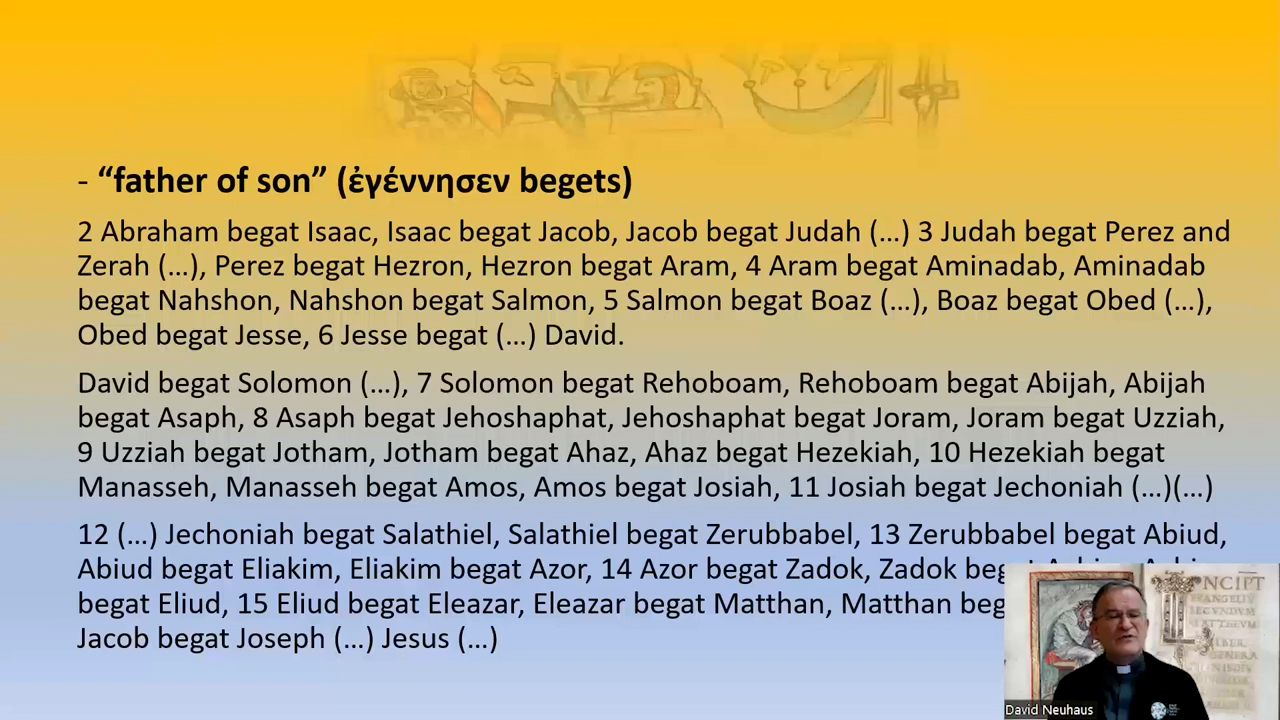 - “father of son” (ἐγέννησεν begets)
2 Abraham begat Isaac, Isaac begat Jacob, Jacob begat Judah (…) 3 Judah begat Perez and
Zerah (…), Perez begat Hezron, Hezron begat Aram, 4 Aram begat Aminadab, Aminadab
begat Nahshon, Nahshon begat Salmon, 5 Salmon begat Boaz (…), Boaz begat Obed (…),
Obed begat Jesse, 6 Jesse begat (…) David.
David begat Solomon (…), 7 Solomon begat Rehoboam, Rehoboam begat Abijah, Abijah
begat Asaph, 8 Asaph begat Jehoshaphat, Jehoshaphat begat Joram, Joram begat Uzziah,
9 Uzziah begat Jotham, Jotham begat Ahaz, Ahaz begat Hezekiah, 10 Hezekiah begat
Manasseh, Manasseh begat Amos, Amos begat Josiah, 11 Josiah begat Jechoniah (…)(…)
12 (…) Jechoniah begat Salathiel, Salathiel begat Zerubbabel, 13 Zerubbabel begat Abiud,
Abiud begat Eliakim, Eliakim begat Azor, 14 Azor begat Zadok, Zadok
begat Eliud, 15 Eliud begat Eleazar, Eleazar begat Matthan, Matthan
Jacob begat Joseph (…) Jesus (…)
NCIPT
David Neuhaus